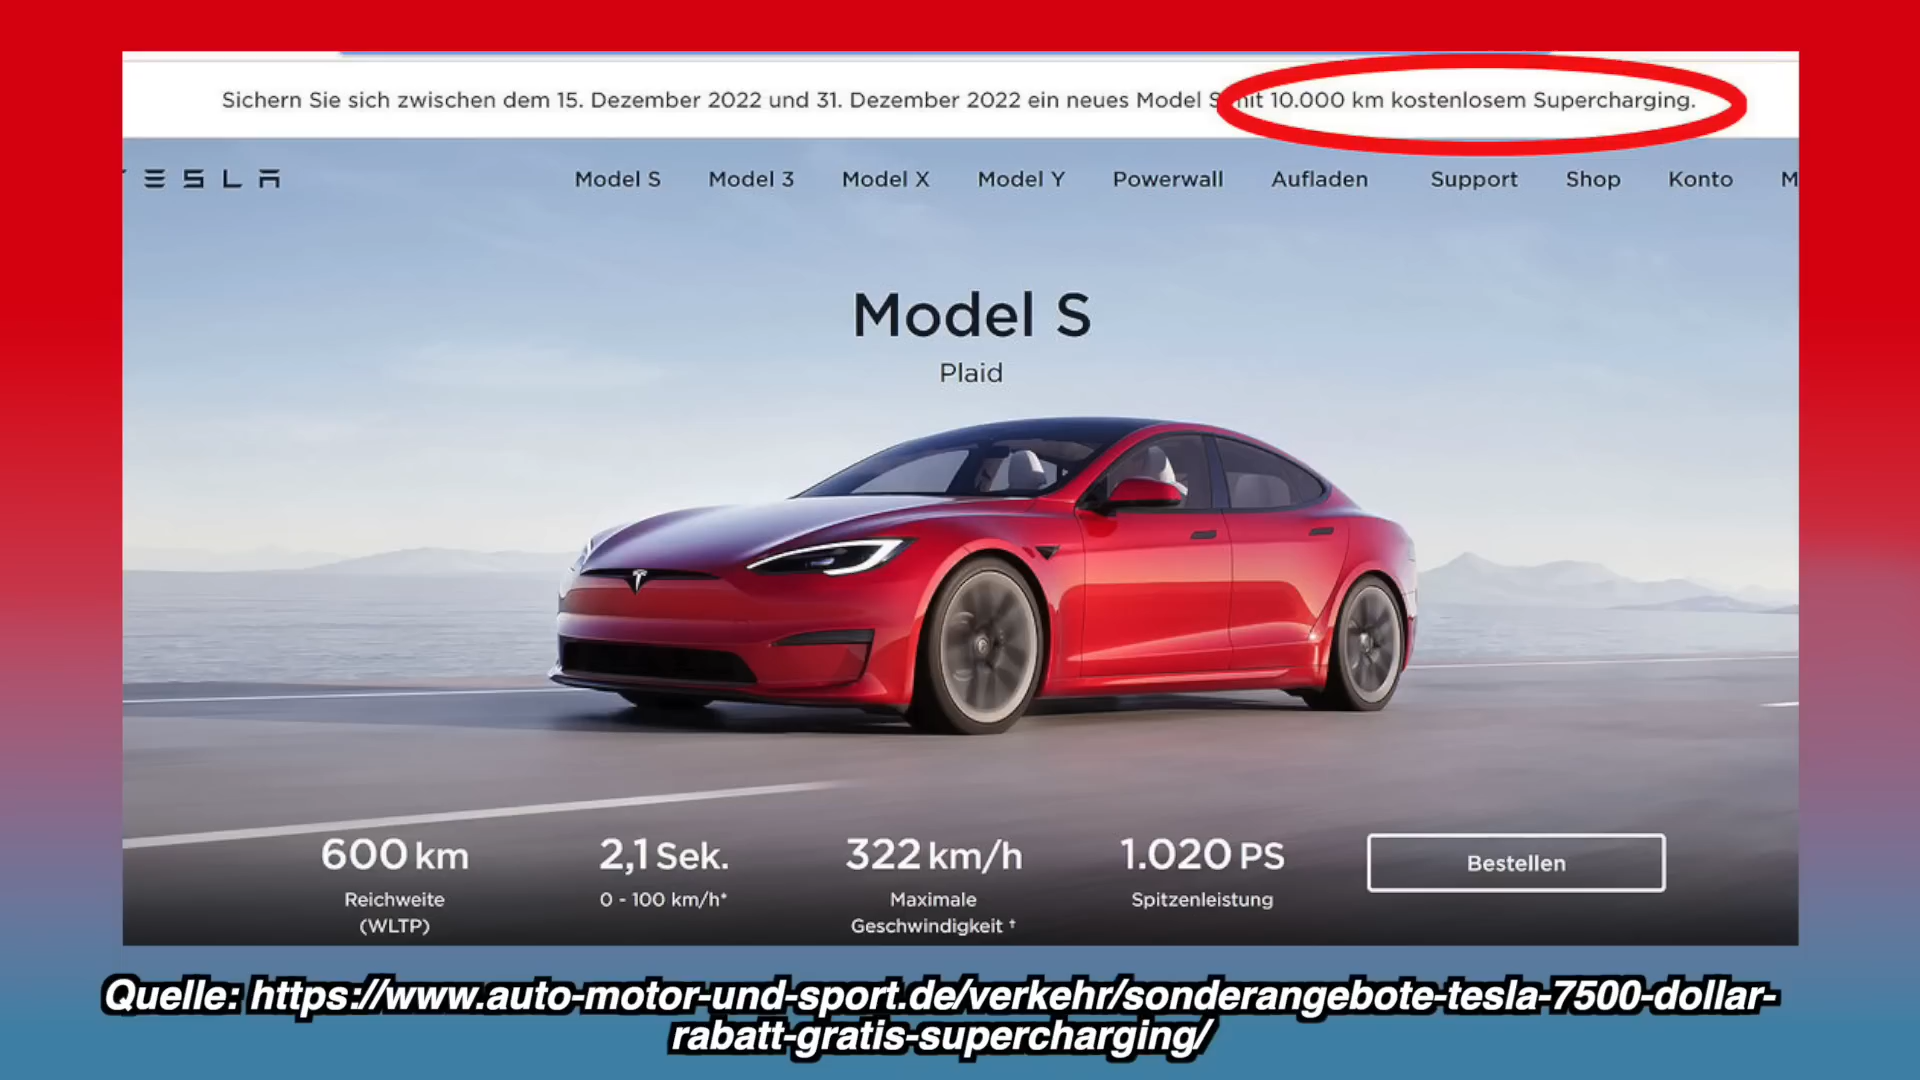 Sichern Sie sich zwischen dem 15. Dezember 2022 und 31. Dezember 2022 ein neues Model S mit 10.000 km kostenlosem Supercharging.
TESLA Model S Model 3 Model X Model Y Powerwall Aufladen Support Shop Konto M
Model S
Plaid
600 km 2,1 Sek. 322 km/h 1.020 PS Bestellen
Reichweite 0 - 100 km/h* Maximale Spitzenleistung
(WLTP) Geschwindigkeit †
Quelle: https://www.auto-motor-und-sport.de/verkehr/sonderangebote-tesla-7500-dollar-
rabatt-gratis-supercharging/